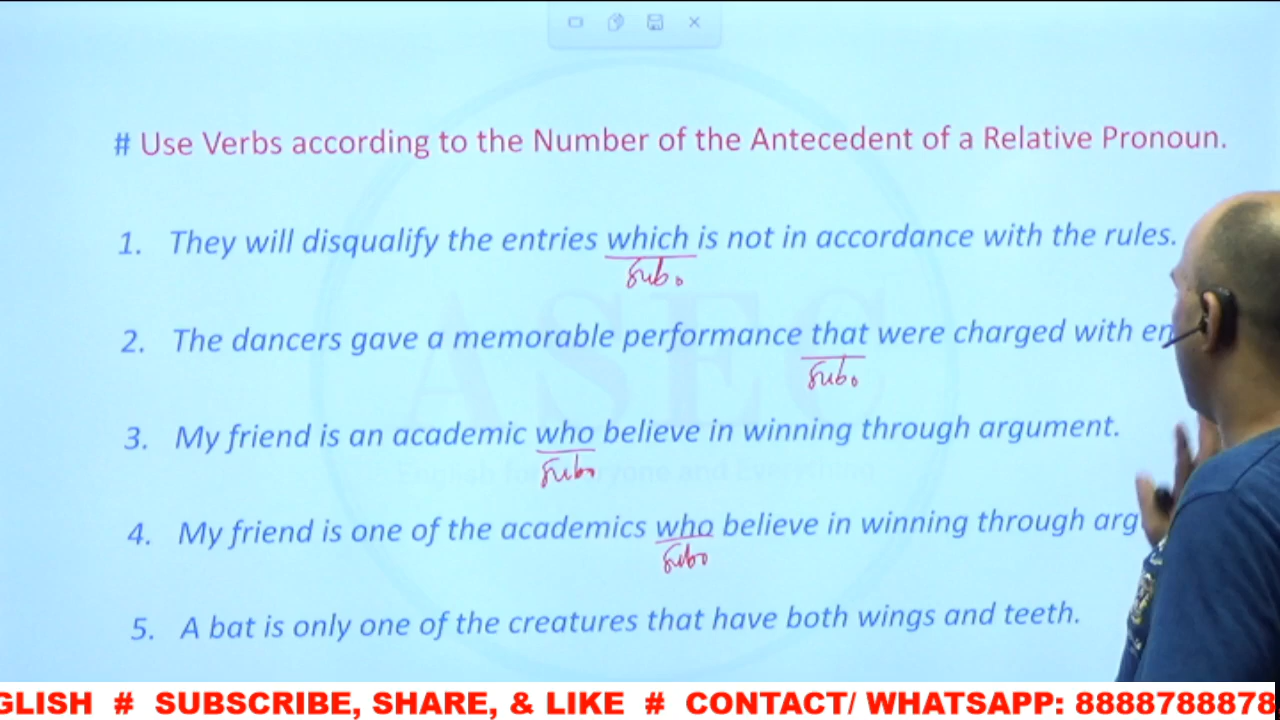 # Use Verbs according to the Number of the Antecedent of a Relative Pronoun.
1. They will disqualify the entries which is not in accordance with the rules.
Sub.
2. The dancers gave a memorable performance that were charged with
Sub.
3. My friend is an academic who believe in winning through argument.
Sub.
4. My friend is one of the academics who believe in winning through
Sub.
5. A bat is only one of the creatures that have both wings and teeth.
ASEC
GLISH # SUBSCRIBE, SHARE, & LIKE # CONTACT/ WHATSAPP: 8888788878